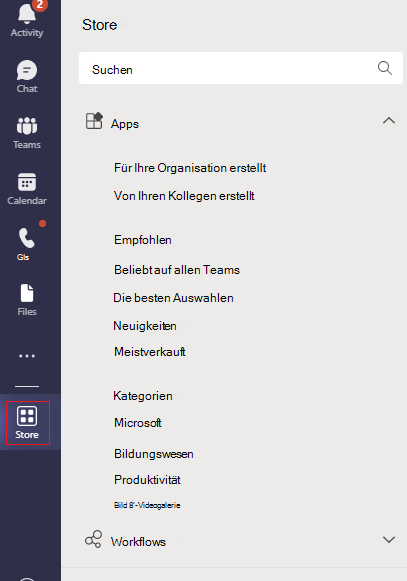 2
Activity
Chat
Teams
Calendar
Gls
Files
Store
Store
Suchen
Apps
Für Ihre Organisation erstellt
Von Ihren Kollegen erstellt
Empfohlen
Beliebt auf allen Teams
Die besten Auswahlen
Neuigkeiten
Meistverkauft
Kategorien
Microsoft
Bildungswesen
Produktivität
Bild 8'-Videogalerie
Workflows